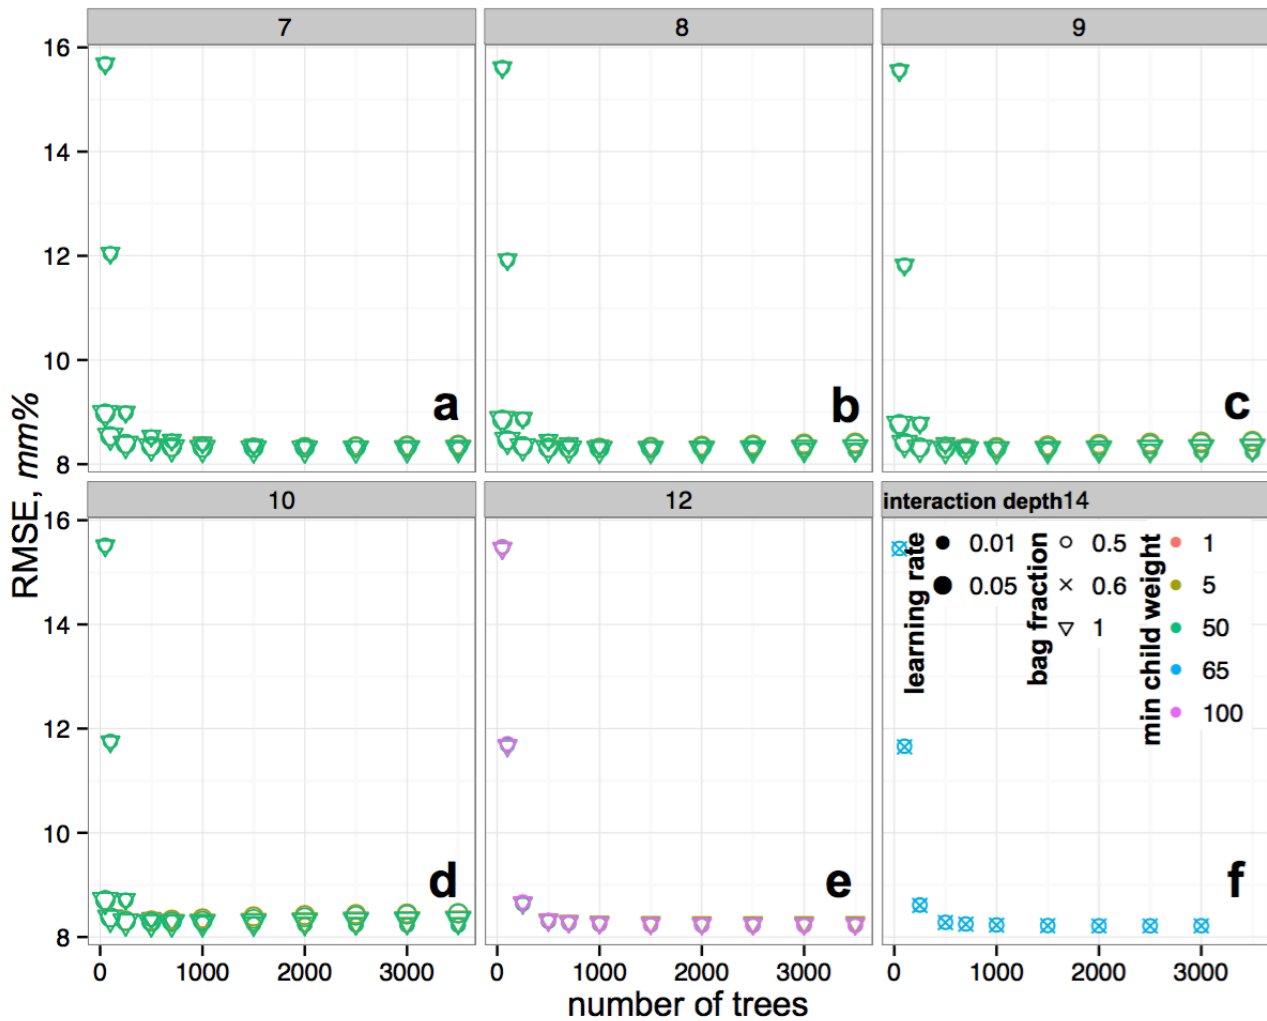 7
8
9
16
14
12
10
8
a
b
c
10
12
interaction depth14
16
14
12
10
8
learning rate
0.01
0.05
bag fraction
0.5
0.6
1
min child weight
1
5
50
65
100
d
e
f
RMSE, mm%
0 1000 2000 3000
0 1000 2000 3000
0 1000 2000 3000
number of trees